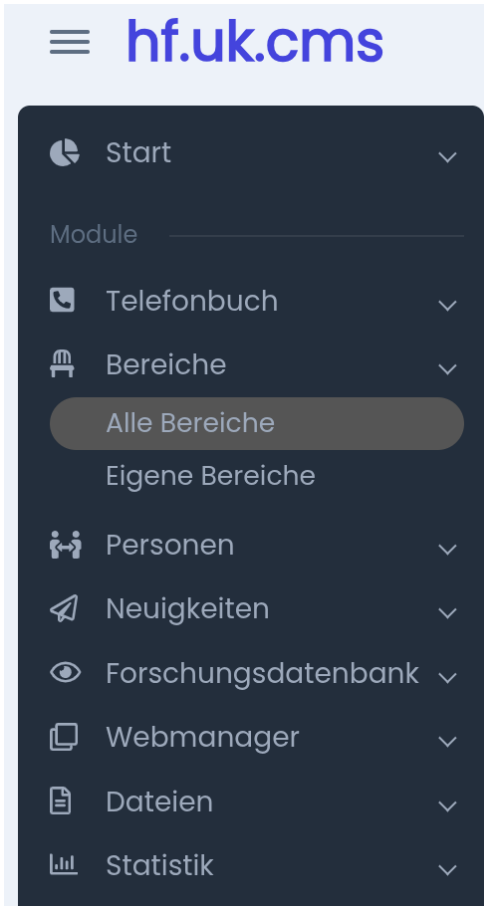 hf.uk.cms
Start
Module
Telefonbuch
Bereiche
Alle Bereiche
Eigene Bereiche
Personen
Neuigkeiten
Forschungsdatenbank
Webmanager
Dateien
Statistik